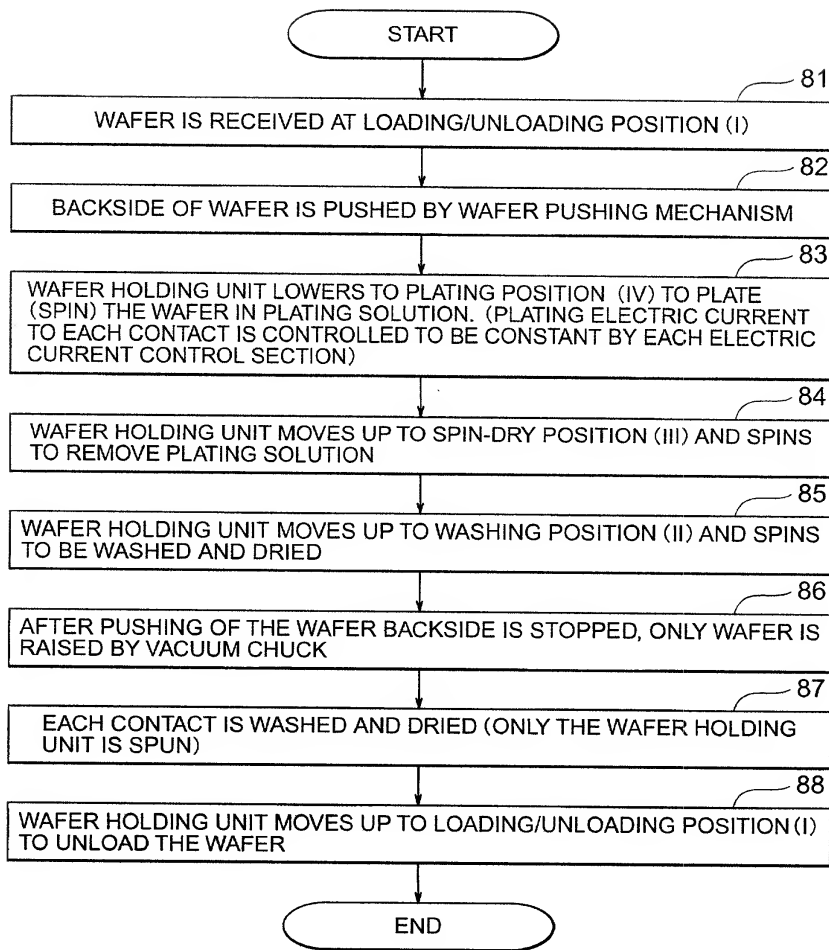 START
81
WAFER IS RECEIVED AT LOADING/UNLOADING POSITION (I)
82
BACKSIDE OF WAFER IS PUSHED BY WAFER PUSHING MECHANISM
83
WAFER HOLDING UNIT LOWERS TO PLATING POSITION (IV) TO PLATE
(SPIN) THE WAFER IN PLATING SOLUTION. (PLATING ELECTRIC CURRENT
TO EACH CONTACT IS CONTROLLED TO BE CONSTANT BY EACH ELECTRIC
CURRENT CONTROL SECTION)
84
WAFER HOLDING UNIT MOVES UP TO SPIN-DRY POSITION (III) AND SPINS
TO REMOVE PLATING SOLUTION
85
WAFER HOLDING UNIT MOVES UP TO WASHING POSITION (II) AND SPINS
TO BE WASHED AND DRIED
86
AFTER PUSHING OF THE WAFER BACKSIDE IS STOPPED, ONLY WAFER IS
RAISED BY VACUUM CHUCK
87
EACH CONTACT IS WASHED AND DRIED (ONLY THE WAFER HOLDING
UNIT IS SPUN)
88
WAFER HOLDING UNIT MOVES UP TO LOADING/UNLOADING POSITION (I)
TO UNLOAD THE WAFER
END